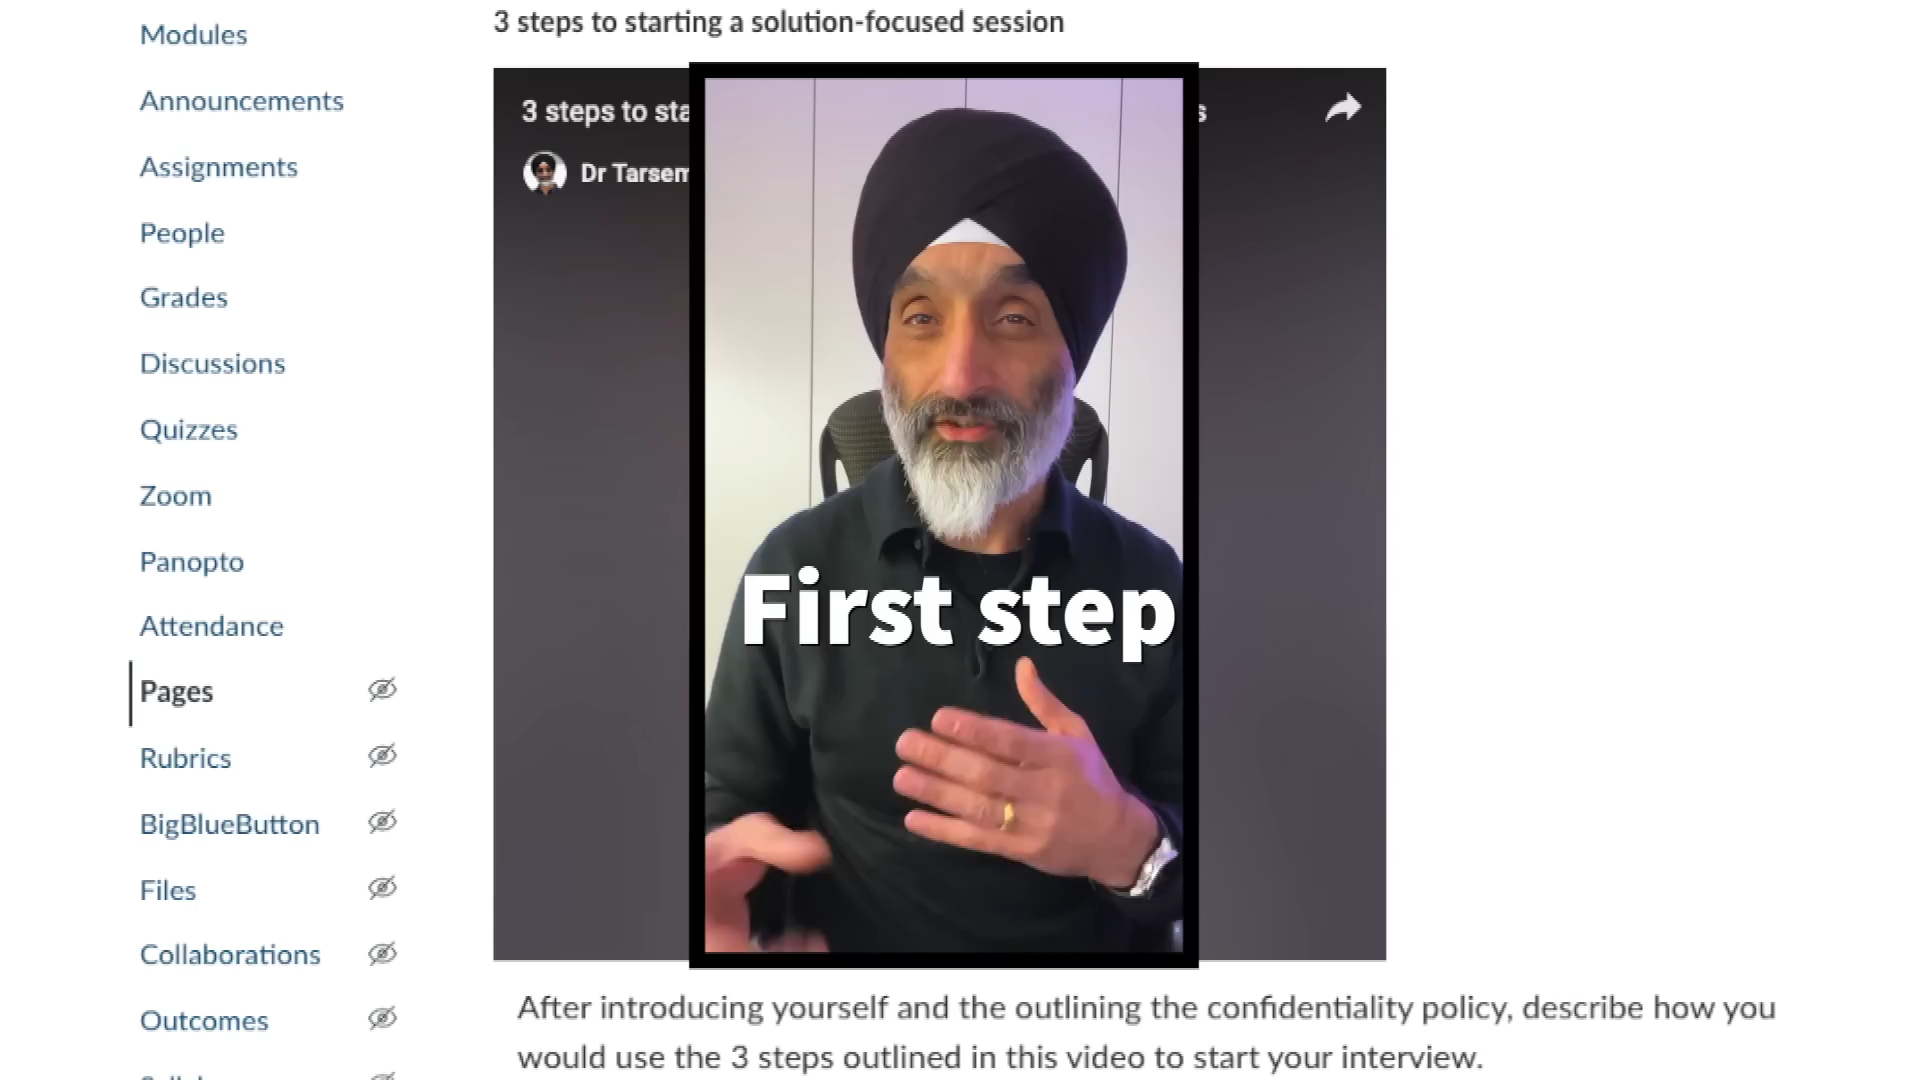 Modules
Announcements
Assignments
People
Grades
Discussions
Quizzes
Zoom
Panopto
Attendance
Pages
Rubrics
BigBlueButton
Files
Collaborations
Outcomes
3 steps to starting a solution-focused session
3 steps to sta
s
Dr Tarsem
First step
After introducing yourself and the outlining the confidentiality policy, describe how you
would use the 3 steps outlined in this video to start your interview.